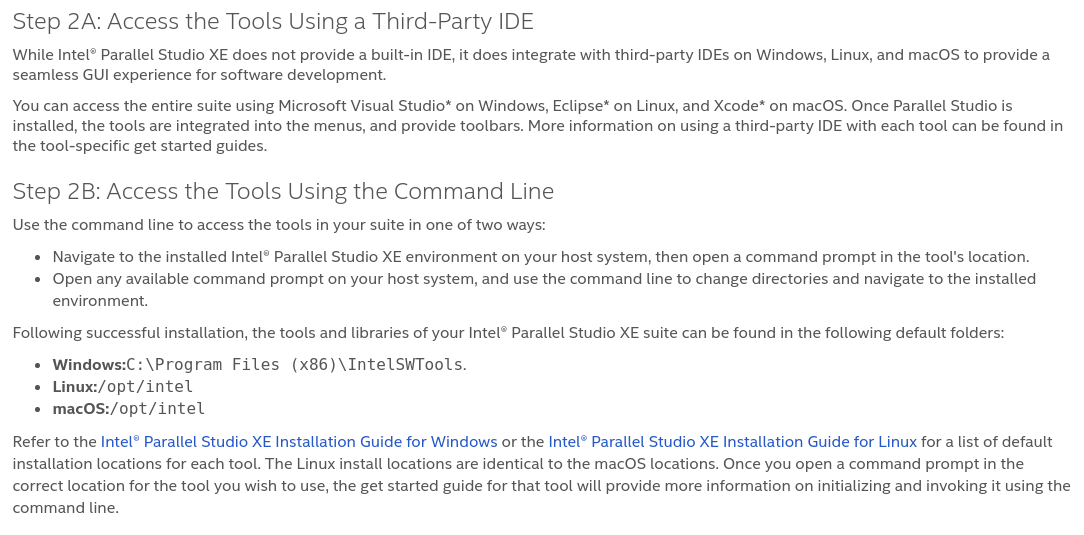 Step 2A: Access the Tools Using a Third-Party IDE
While Intel® Parallel Studio XE does not provide a built-in IDE, it does integrate with third-party IDEs on Windows, Linux, and macOS to provide a
seamless GUI experience for software development.
You can access the entire suite using Microsoft Visual Studio* on Windows, Eclipse* on Linux, and Xcode* on macOS. Once Parallel Studio is
installed, the tools are integrated into the menus, and provide toolbars. More information on using a third-party IDE with each tool can be found in
the tool-specific get started guides.
Step 2B: Access the Tools Using the Command Line
Use the command line to access the tools in your suite in one of two ways:
• Navigate to the installed Intel® Parallel Studio XE environment on your host system, then open a command prompt in the tool's location.
• Open any available command prompt on your host system, and use the command line to change directories and navigate to the installed
environment.
Following successful installation, the tools and libraries of your Intel® Parallel Studio XE suite can be found in the following default folders:
• Windows:C:\Program Files (x86)\IntelSWTools.
• Linux:/opt/intel
• macOS:/opt/intel
Refer to the Intel® Parallel Studio XE Installation Guide for Windows or the Intel® Parallel Studio XE Installation Guide for Linux for a list of default
installation locations for each tool. The Linux install locations are identical to the macOS locations. Once you open a command prompt in the
correct location for the tool you wish to use, the get started guide for that tool will provide more information on initializing and invoking it using the
command line.